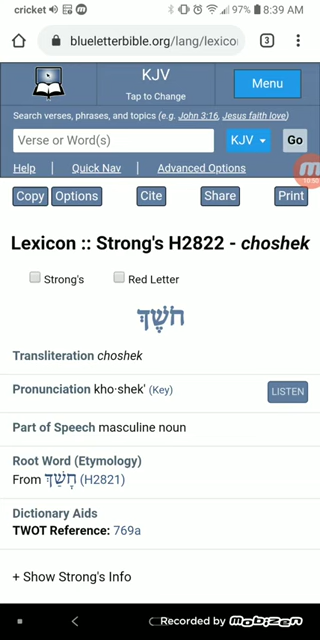 cricket 97% 8:39 AM
blueletterbible.org/lang/lexico
3
KJV
Tap to Change
Menu
Search verses, phrases, and topics (e.g. John 3:16, Jesus faith love)
Verse or Word(s)
KJV
Go
Help | Quick Nav | Advanced Options
Copy Options Cite Share Print
Lexicon :: Strong's H2822 - choshek
Strong's Red Letter
חֹשֶׁךְ
Transliteration choshek
Pronunciation kho·shek' (Key)
LISTEN
Part of Speech masculine noun
Root Word (Etymology)
From חָשַׁךְ (H2821)
Dictionary Aids
TWOT Reference: 769a
+ Show Strong's Info
Recorded by mobizen